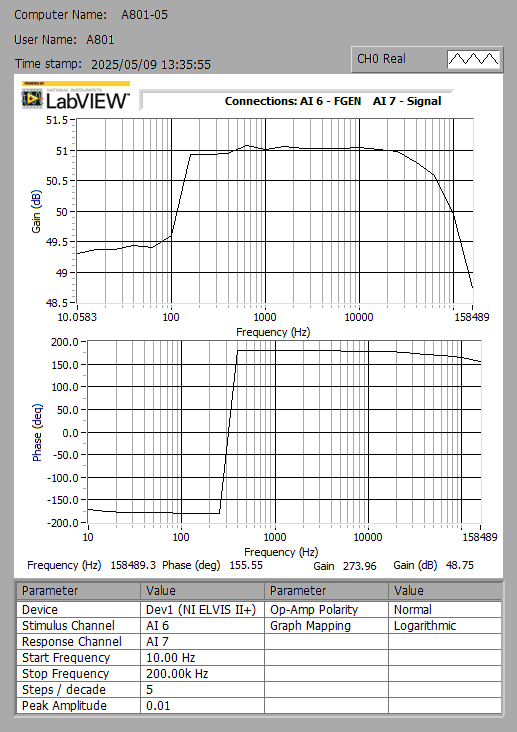 Computer Name: A801-05
User Name: A801
Time stamp: 2025/05/09 13:35:55
CH0 Real
POWERED BY
NATIONAL INSTRUMENTS
LabVIEW™
Connections: AI 6 - FGEN AI 7 - Signal
51.5
51
50.5
50
49.5
49
48.5
Gain (dB)
10.0583 100 1000 10000 158489
Frequency (Hz)
200.0
150.0
100.0
50.0
0.0
-50.0
-100.0
-150.0
-200.0
Phase (deg)
10 100 1000 10000 158489
Frequency (Hz)
Frequency (Hz) 158489.3 Phase (deg) 155.55 Gain 273.96 Gain (dB) 48.75
Parameter Value Parameter Value
Device Dev1 (NI ELVIS II+) Op-Amp Polarity Normal
Stimulus Channel AI 6 Graph Mapping Logarithmic
Response Channel AI 7
Start Frequency 10.00 Hz
Stop Frequency 200.00k Hz
Steps / decade 5
Peak Amplitude 0.01